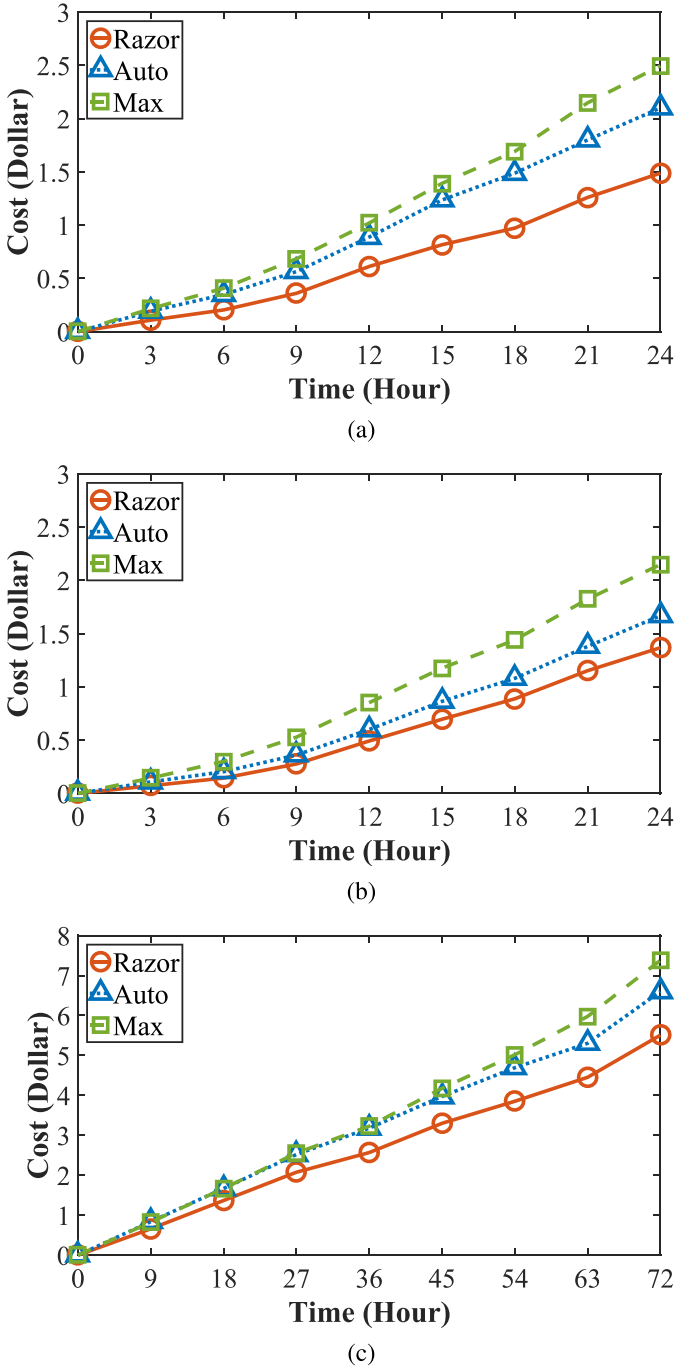 3
2.5
2
1.5
1
0.5
0
Cost (Dollar)
Razor
Auto
Max
0 3 6 9 12 15 18 21 24
Time (Hour)
(a)
3
2.5
2
1.5
1
0.5
0
Cost (Dollar)
Razor
Auto
Max
0 3 6 9 12 15 18 21 24
Time (Hour)
(b)
8
7
6
5
4
3
2
1
0
Cost (Dollar)
Razor
Auto
Max
0 9 18 27 36 45 54 63 72
Time (Hour)
(c)